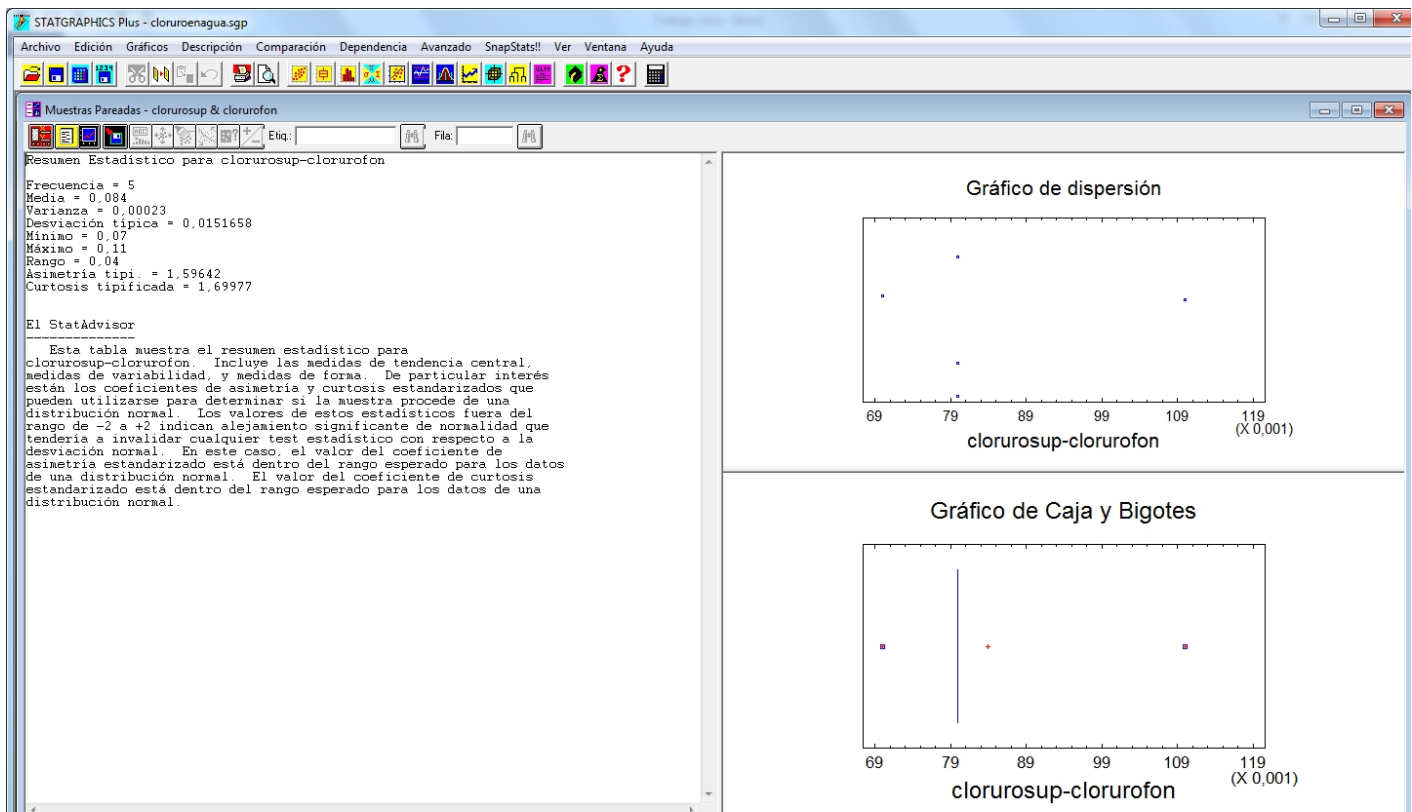 STATGRAPHICS Plus - cloruroenagua.sgp
Archivo Edición Gráficos Descripción Comparación Dependencia Avanzado SnapStats!! Ver Ventana Ayuda
Muestras Pareadas - clorurosup & clorurofon
Etiq.: Fila:
Resumen Estadístico para clorurosup-clorurofon
Frecuencia = 5
Media = 0,084
Varianza = 0,00023
Desviación típica = 0,0151658
Mínimo = 0,07
Máximo = 0,11
Rango = 0,04
Asimetría tipi. = 1,59642
Curtosis típificada = 1,69977
El StatAdvisor
--------------
Esta tabla muestra el resumen estadístico para
clorurosup-clorurofon. Incluye las medidas de tendencia central,
medidas de variabilidad, y medidas de forma. De particular interés
están los coeficientes de asimetría y curtosis estandarizados que
pueden utilizarse para determinar si la muestra procede de una
distribución normal. Los valores de estos estadísticos fuera del
rango de -2 a +2 indican alejamiento significante de normalidad que
tendería a invalidar cualquier test estadístico con respecto a la
desviación normal. En este caso, el valor del coeficiente de
asimetría estandarizado está dentro del rango esperado para los datos
de una distribución normal. El valor del coeficiente de curtosis
estandarizado está dentro del rango esperado para los datos de una
distribución normal.
Gráfico de dispersión
69 79 89 99 109 119
(X 0,001)
clorurosup-clorurofon
Gráfico de Caja y Bigotes
69 79 89 99 109 119
(X 0,001)
clorurosup-clorurofon